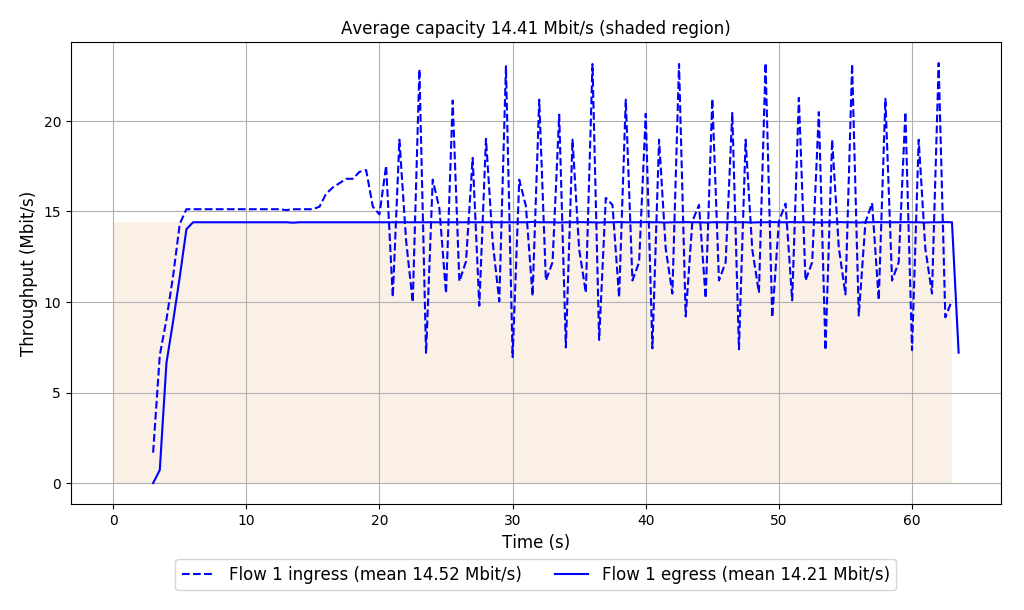 Average capacity 14.41 Mbit/s (shaded region)
Throughput (Mbit/s)
20
15
10
5
0
0 10 20 30 40 50 60
Time (s)
Flow 1 ingress (mean 14.52 Mbit/s) Flow 1 egress (mean 14.21 Mbit/s)